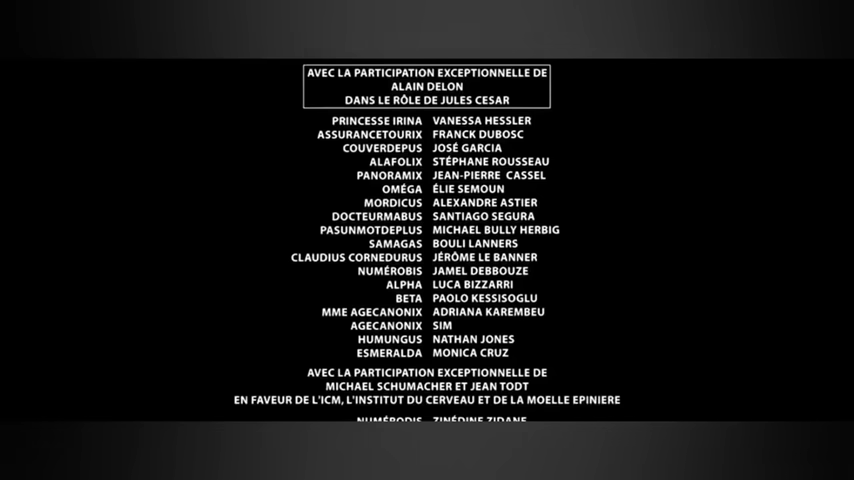 AVEC LA PARTICIPATION EXCEPTIONNELLE DE
ALAIN DELON
DANS LE RÔLE DE JULES CESAR
PRINCESSE IRINA VANESSA HESSLER
ASSURANCETOURIX FRANCK DUBOSC
COUVERDEPUS JOSÉ GARCIA
ALAFOLIX STÉPHANE ROUSSEAU
PANORAMIX JEAN-PIERRE CASSEL
OMÉGA ÉLIE SEMOUN
MORDICUS ALEXANDRE ASTIER
DOCTEURMABUS SANTIAGO SEGURA
PASUNMOTDEPLUS MICHAEL BULLY HERBIG
SAMAGAS BOULI LANNERS
CLAUDIUS CORNEDURUS JÉRÔME LE BANNER
NUMÉROBIS JAMEL DEBBOUZE
ALPHA LUCA BIZZARRI
BETA PAOLO KESSISOGLU
MME AGECANONIX ADRIANA KAREMBEU
AGECANONIX SIM
HUMUNGUS NATHAN JONES
ESMERALDA MONICA CRUZ
AVEC LA PARTICIPATION EXCEPTIONNELLE DE
MICHAEL SCHUMACHER ET JEAN TODT
EN FAVEUR DE L'ICM, L'INSTITUT DU CERVEAU ET DE LA MOELLE EPINIERE
NUMÉRODIS ZINÉDINE ZIDANE